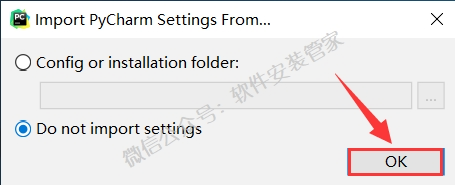 Import PyCharm Settings From...
Config or installation folder:
...
Do not import settings
OK
微信公众号：软件安装管家